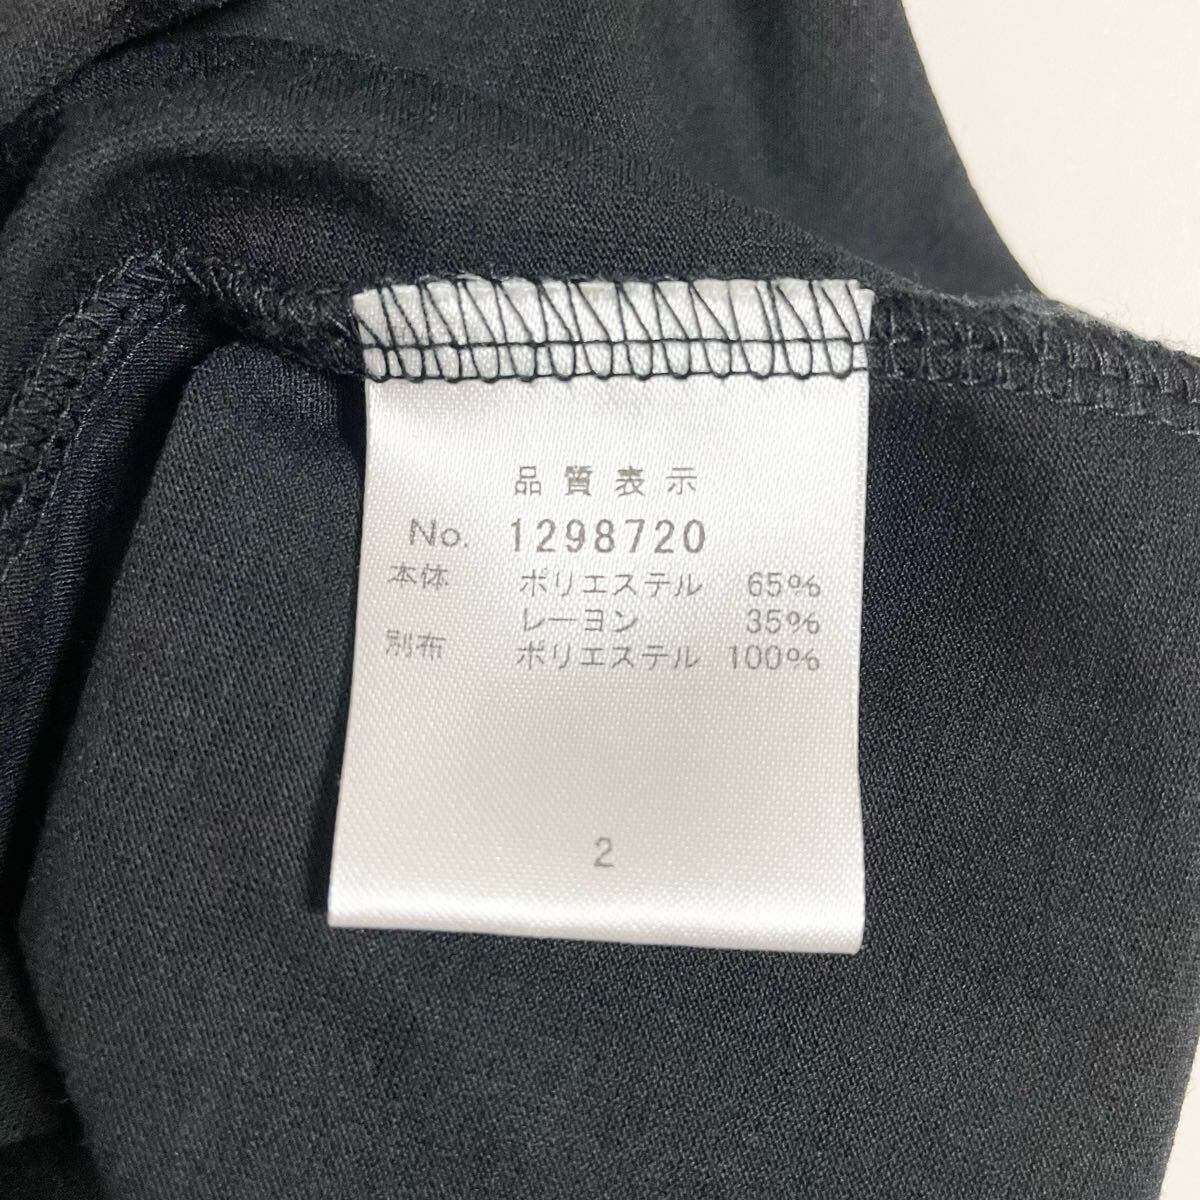 品質表示
No. 1298720
本体 ポリエステル 65%
レーヨン 35%
別布 ポリエステル 100%
2